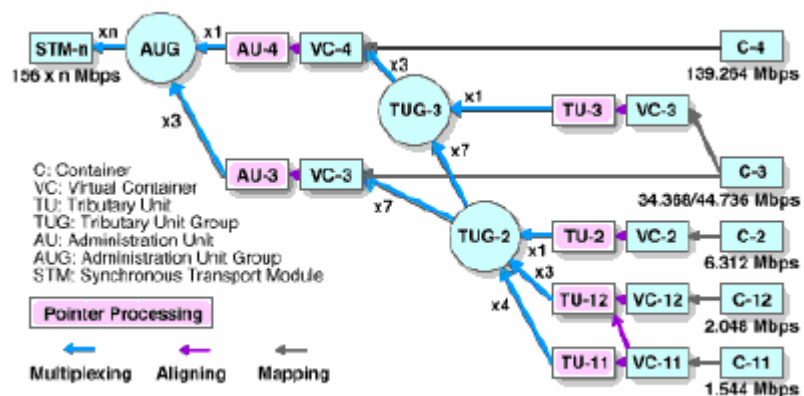 xn
x1
STM-n
AUG
AU-4
VC-4
C-4
156 x n Mbps
x3
139.264 Mbps
x1
TUG-3
TU-3
VC-3
x3
x7
C: Container
VC: Virtual Container
TU: Tributary Unit
TUG: Tributary Unit Group
AU: Administration Unit
AUG: Administration Unit Group
STM: Synchronous Transport Module
AU-3
VC-3
C-3
34.368/44.736 Mbps
x7
TUG-2
x1
TU-2
VC-2
C-2
6.312 Mbps
x3
x4
TU-12
VC-12
C-12
2.048 Mbps
TU-11
VC-11
C-11
1.544 Mbps
Pointer Processing
Multiplexing
Aligning
Mapping